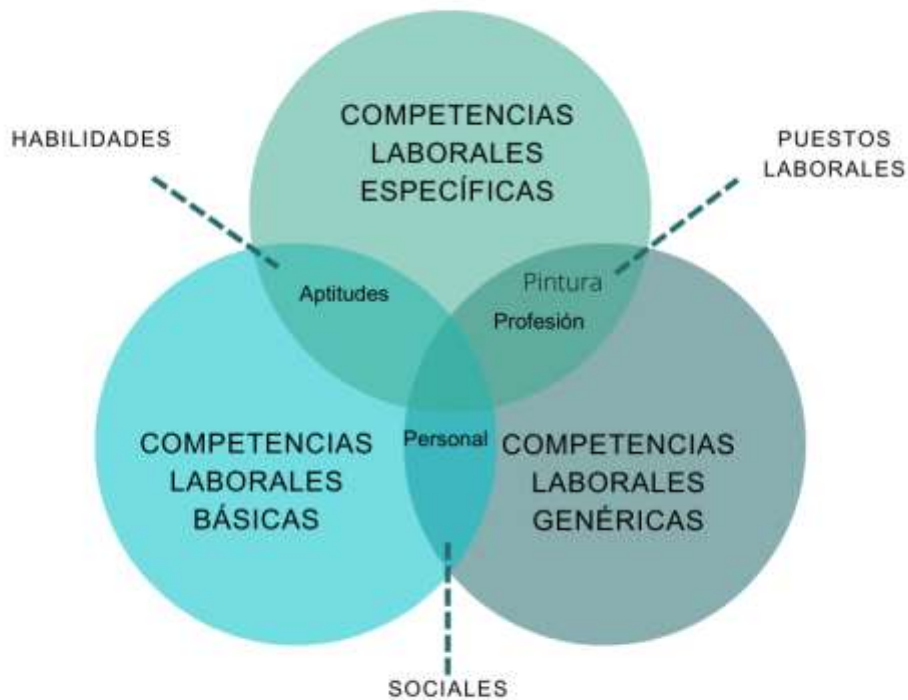 COMPETENCIAS
LABORALES
ESPECÍFICAS
HABILIDADES
PUESTOS
LABORALES
Aptitudes
Pintura
Profesión
COMPETENCIAS
LABORALES
BÁSICAS
Personal
COMPETENCIAS
LABORALES
GENÉRICAS
SOCIALES